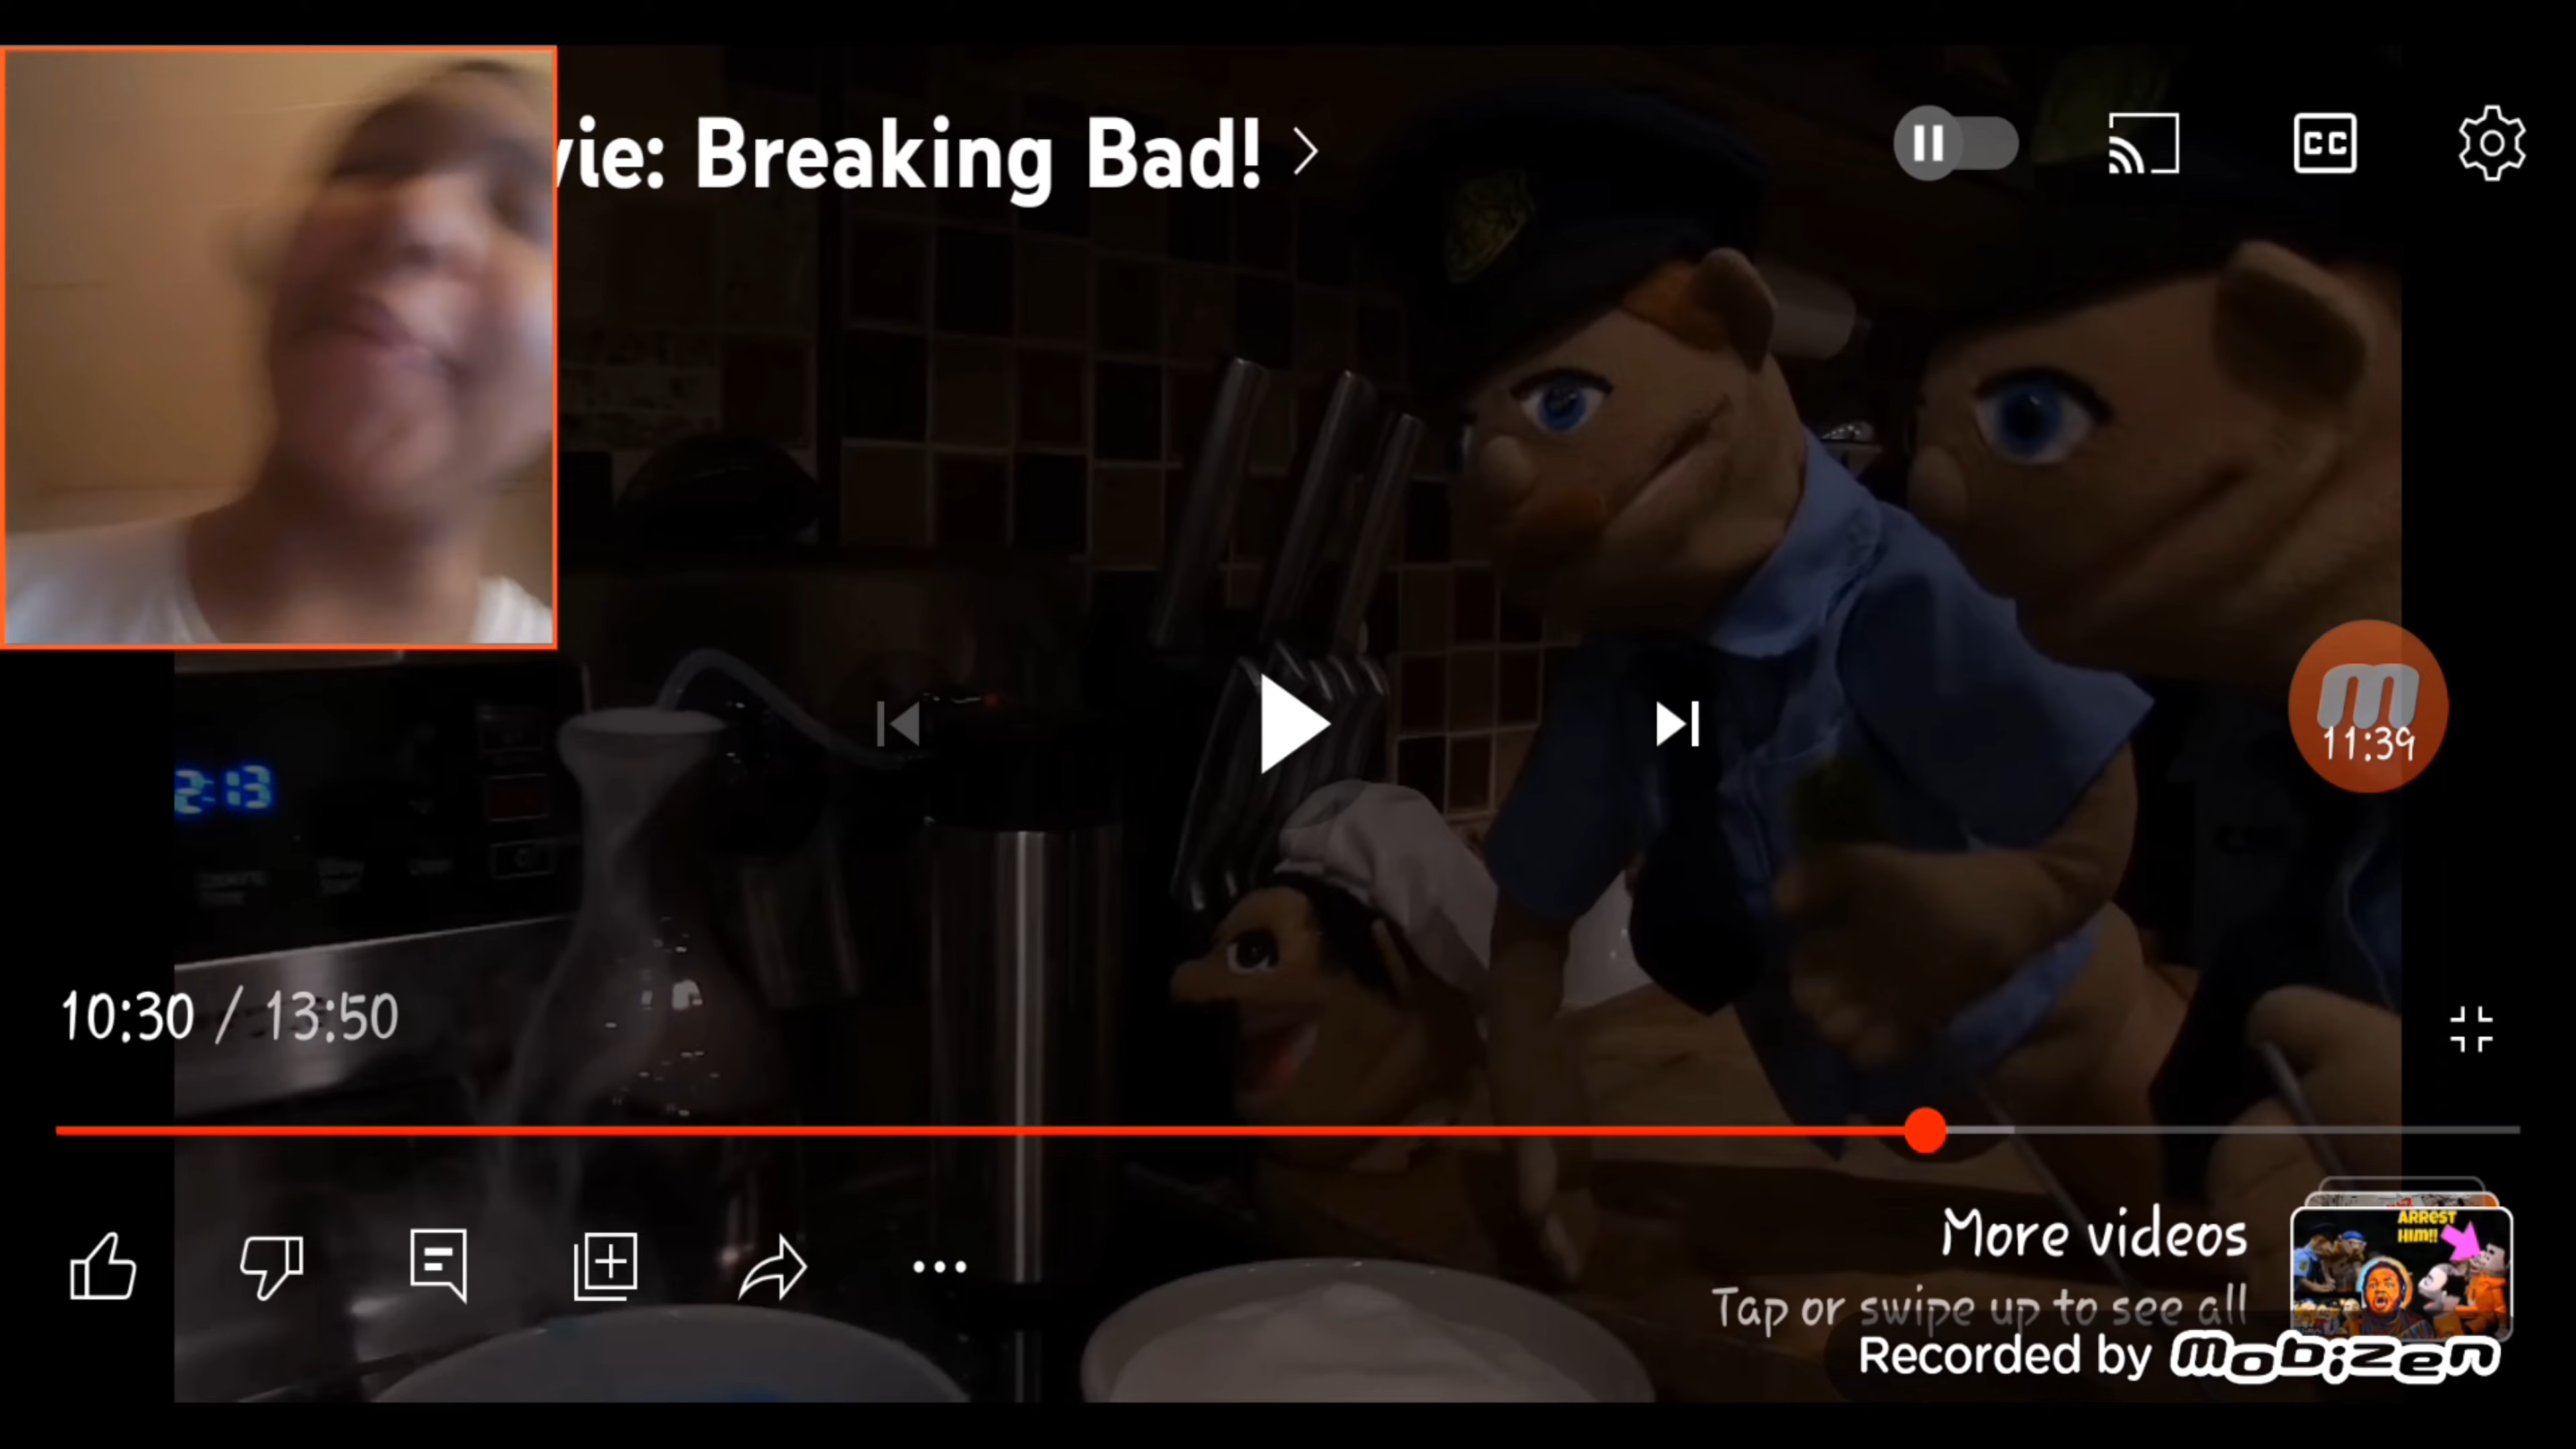 vie: Breaking Bad!
CC
11:39
2:13
10:30 / 13:50
ARREST
HIM!!
More videos
Tap or swipe up to see all
Recorded by mobizen